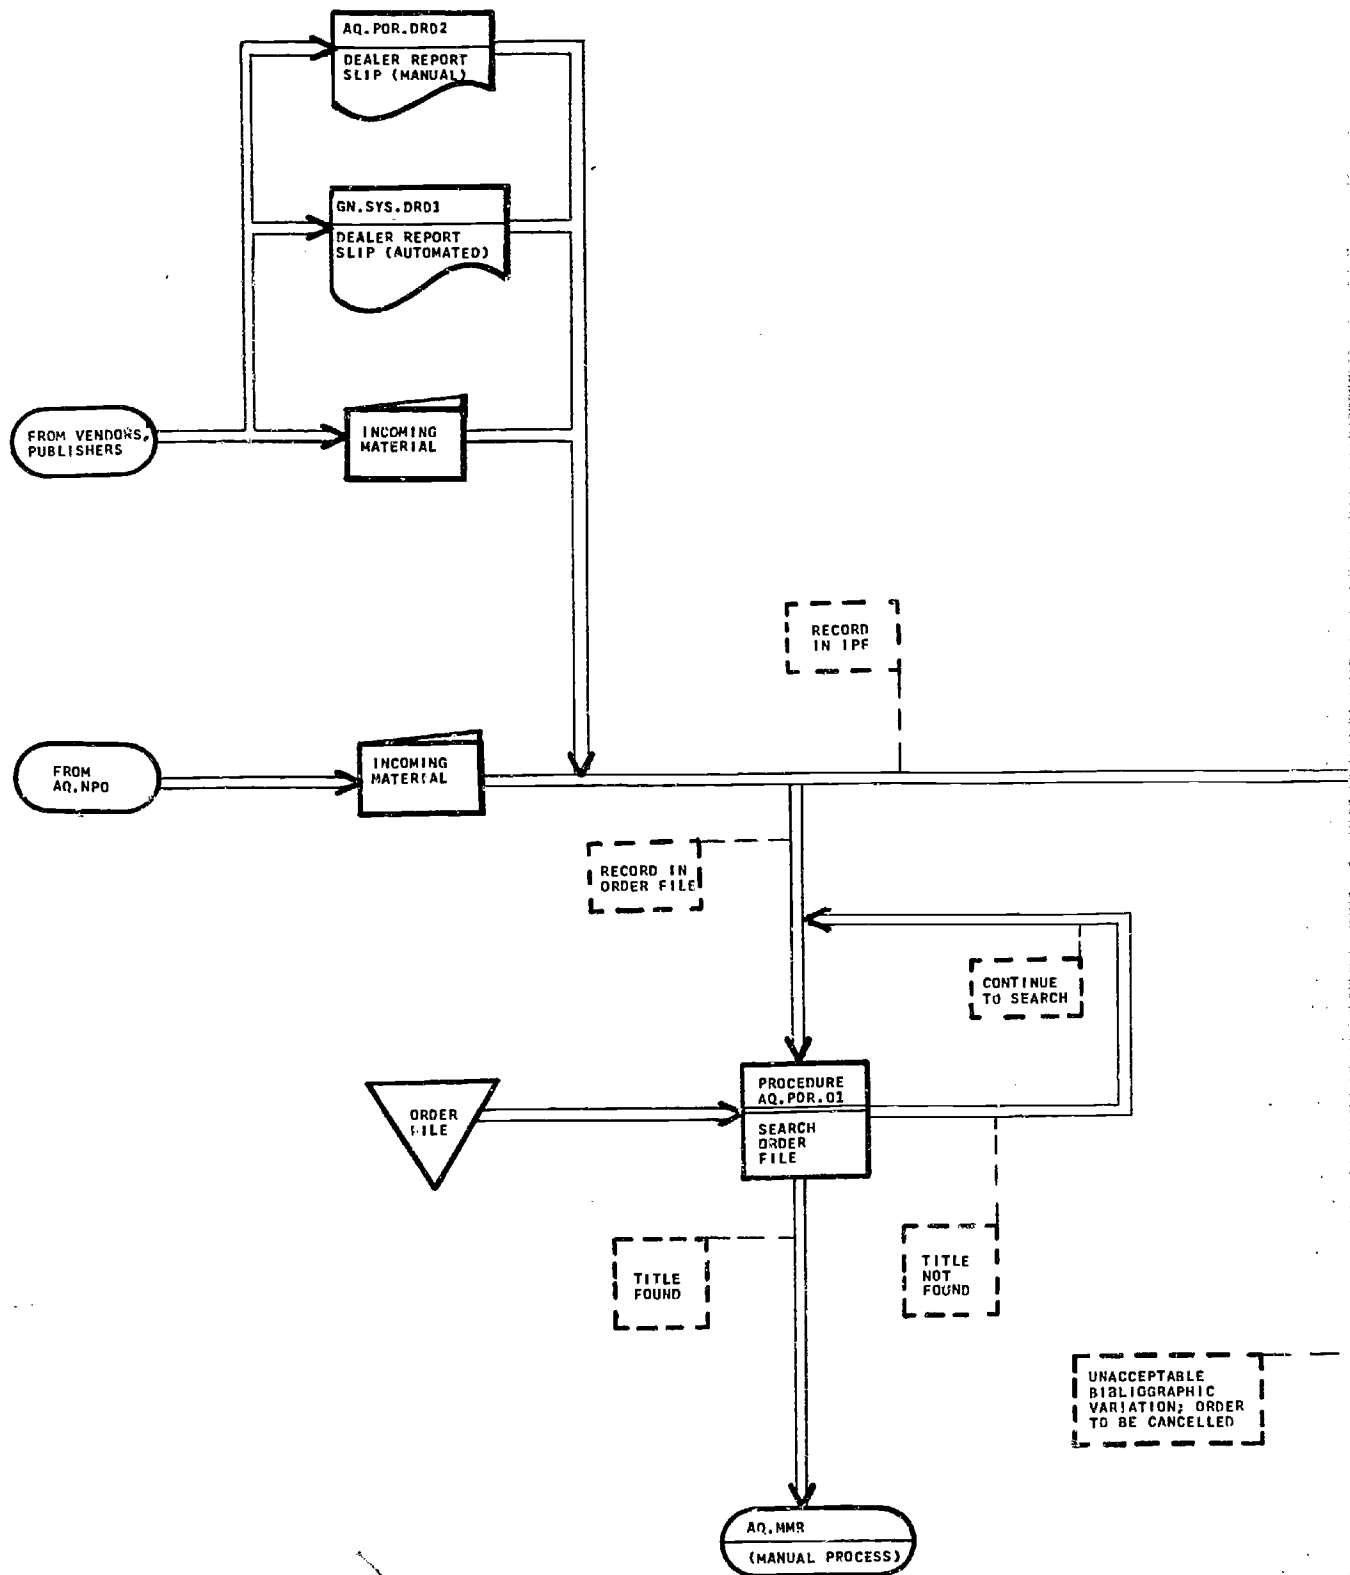 AQ.POR.DRD2
DEALER REPORT
SLIP (MANUAL)
GN.SYS.DRD1
DEALER REPORT
SLIP (AUTOMATED)
FROM VENDORS,
PUBLISHERS
INCOMING
MATERIAL
RECORD
IN IPF
FROM
AQ.NPO
INCOMING
MATERIAL
RECORD IN
ORDER FILE
CONTINUE
TO SEARCH
ORDER
FILE
PROCEDURE
AQ.POR.01
SEARCH
ORDER
FILE
TITLE
FOUND
TITLE
NOT
FOUND
UNACCEPTABLE
BIBLIOGRAPHIC
VARIATION; ORDER
TO BE CANCELLED
AQ.MMR
(MANUAL PROCESS)